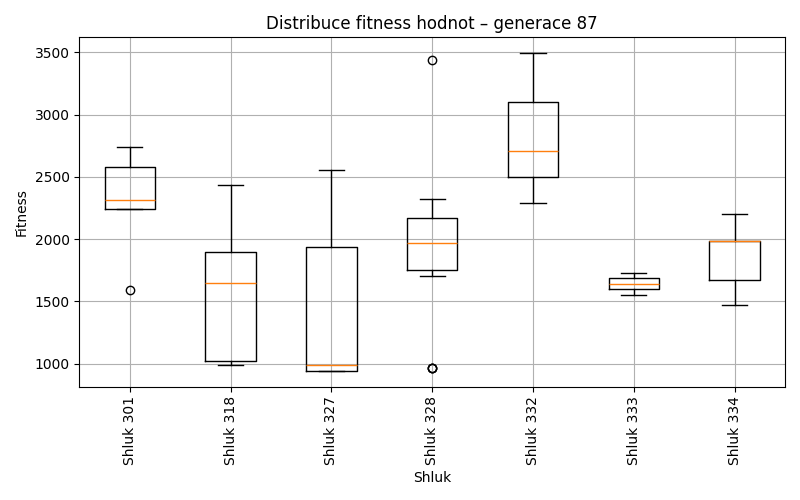 Distribuce fitness hodnot – generace 87
Fitness
3500
3000
2500
2000
1500
1000
Shluk 301
Shluk 318
Shluk 327
Shluk 328
Shluk 332
Shluk 333
Shluk 334
Shluk